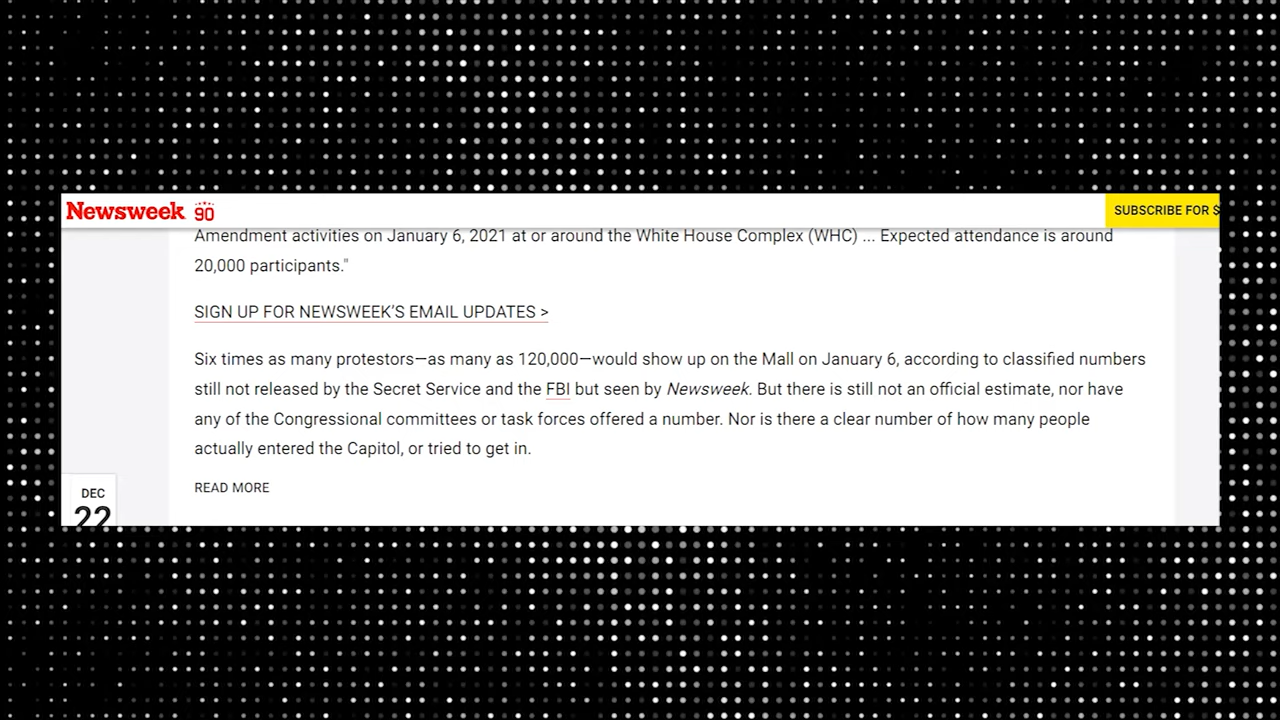 Newsweek 90
SUBSCRIBE FOR $
Amendment activities on January 6, 2021 at or around the White House Complex (WHC) ... Expected attendance is around
20,000 participants."
SIGN UP FOR NEWSWEEK'S EMAIL UPDATES >
Six times as many protestors—as many as 120,000—would show up on the Mall on January 6, according to classified numbers
still not released by the Secret Service and the FBI but seen by Newsweek. But there is still not an official estimate, nor have
any of the Congressional committees or task forces offered a number. Nor is there a clear number of how many people
actually entered the Capitol, or tried to get in.
READ MORE
DEC
22